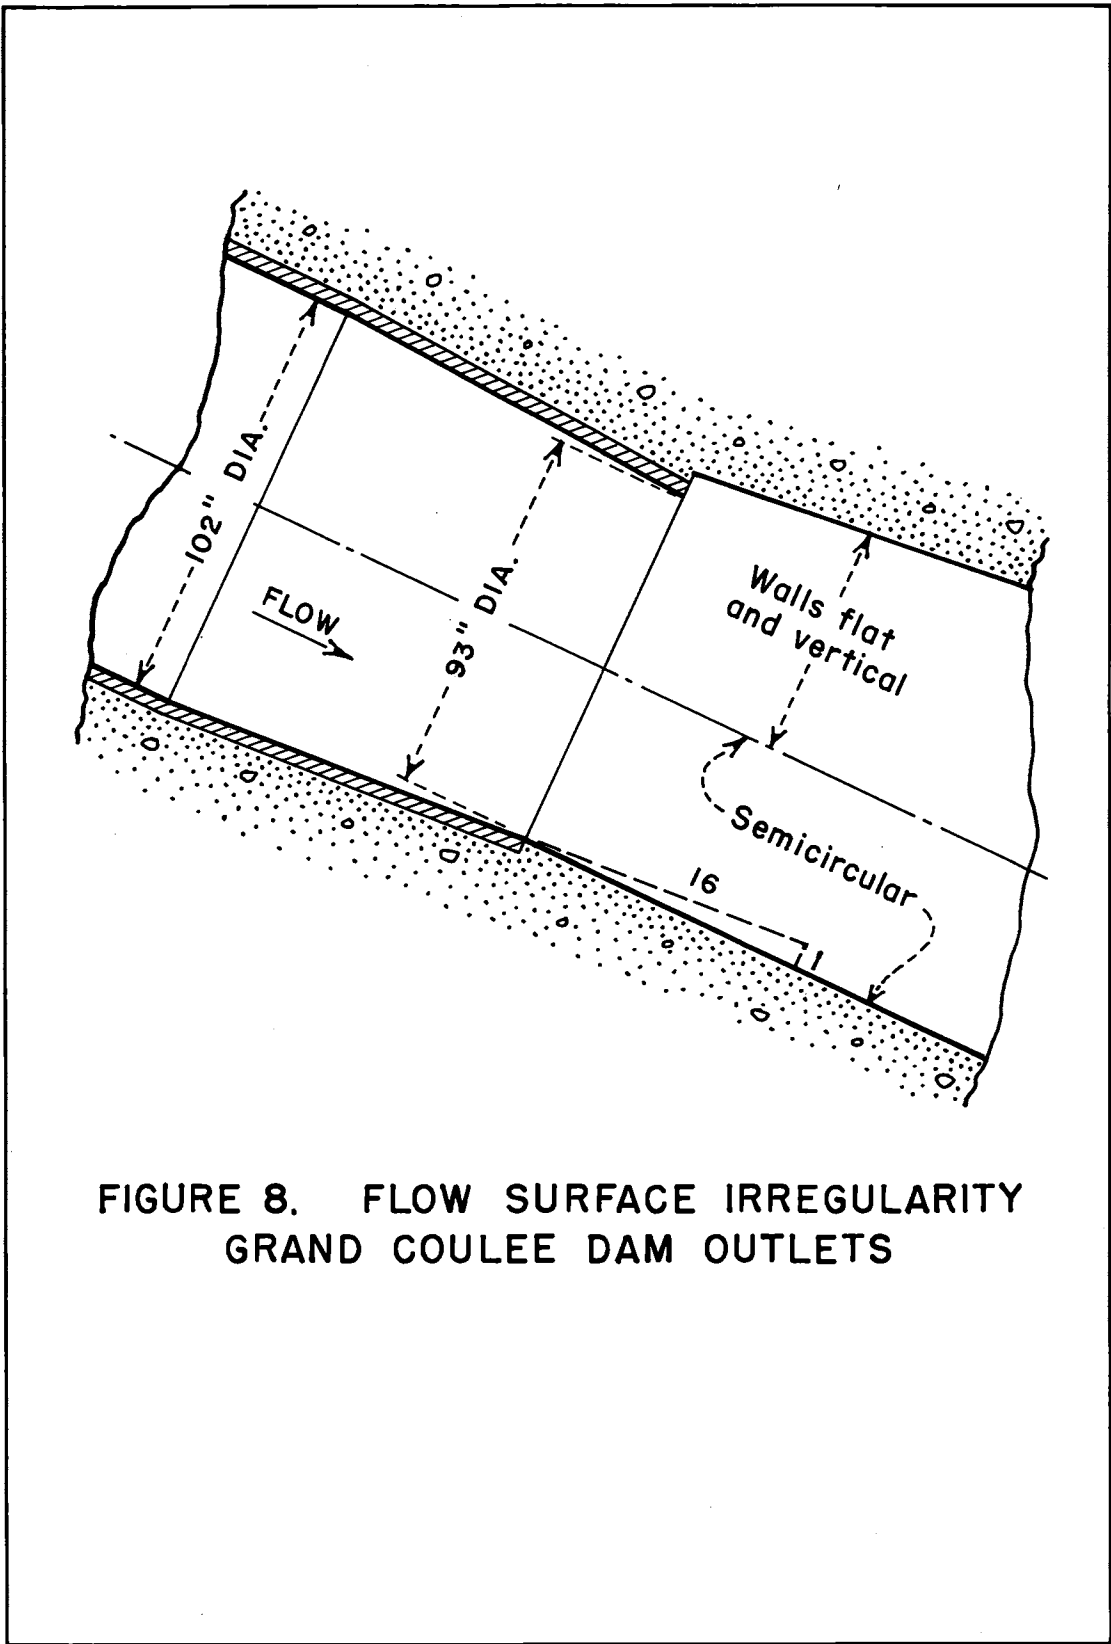 102" DIA.
FLOW
93" DIA.
Walls flat
and vertical
Semicircular
16
1
FIGURE 8. FLOW SURFACE IRREGULARITY
GRAND COULEE DAM OUTLETS